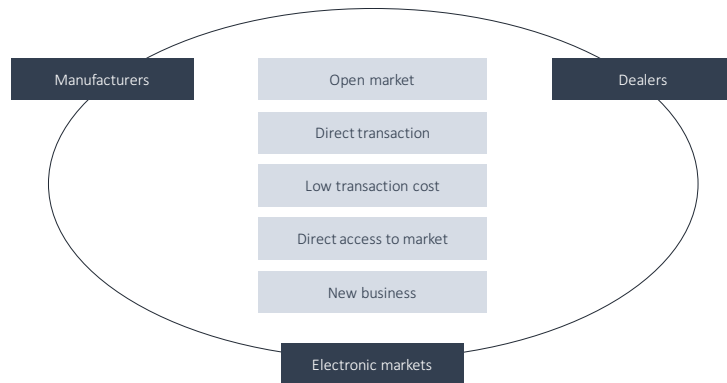 Manufacturers
Open market
Dealers
Direct transaction
Low transaction cost
Direct access to market
New business
Electronic markets